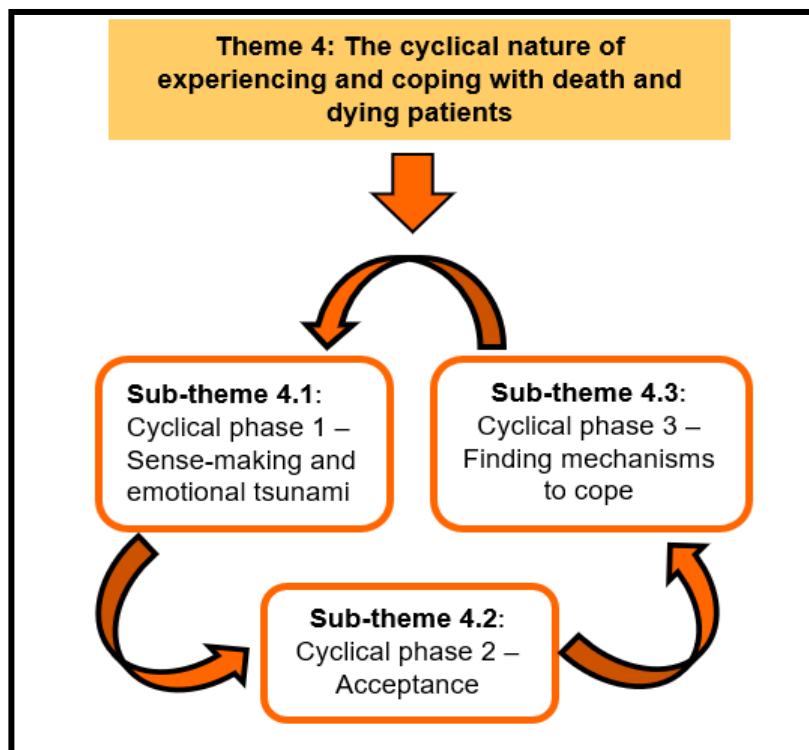 Theme 4: The cyclical nature of
experiencing and coping with death and
dying patients
Sub-theme 4.1:
Cyclical phase 1 –
Sense-making and
emotional tsunami
Sub-theme 4.3:
Cyclical phase 3 –
Finding mechanisms
to cope
Sub-theme 4.2:
Cyclical phase 2 –
Acceptance